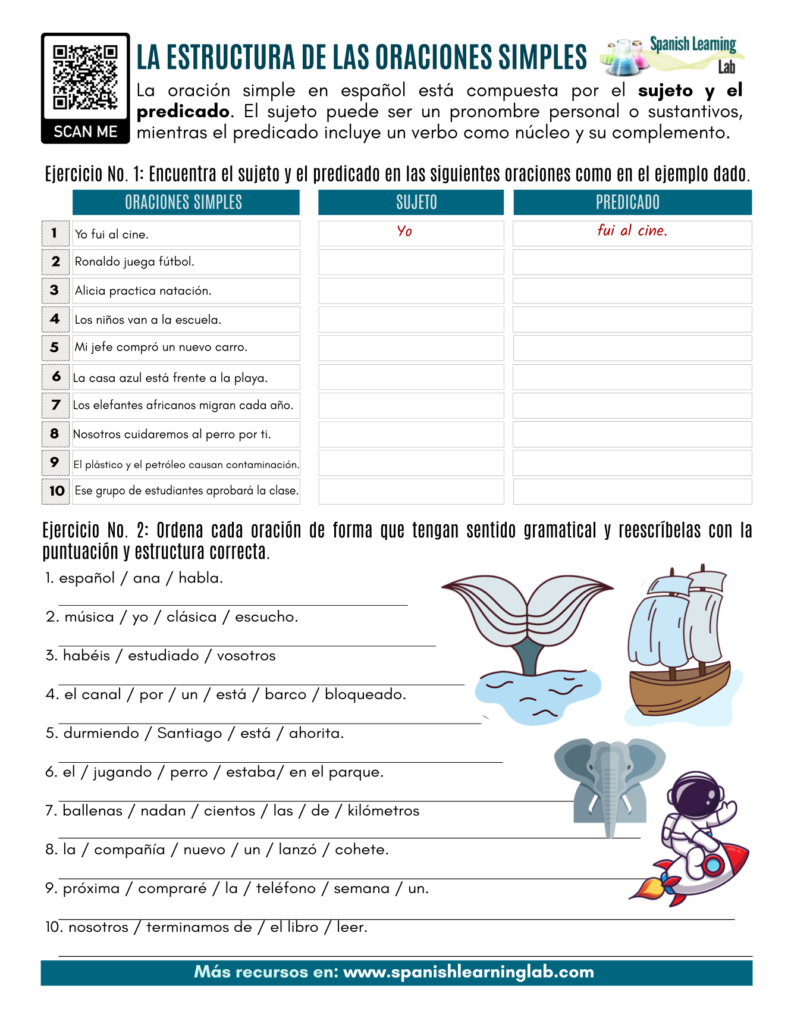 LA ESTRUCTURA DE LAS ORACIONES SIMPLES
Spanish Learning
Lab
SCAN ME
La oración simple en español está compuesta por el sujeto y el
predicado. El sujeto puede ser un pronombre personal o sustantivos,
mientras el predicado incluye un verbo como núcleo y su complemento.
Ejercicio No. 1: Encuentra el sujeto y el predicado en las siguientes oraciones como en el ejemplo dado.
ORACIONES SIMPLES SUJETO PREDICADO
1 Yo fui al cine. Yo fui al cine.
2 Ronaldo juega fútbol.
3 Alicia practica natación.
4 Los niños van a la escuela.
5 Mi jefe compró un nuevo carro.
6 La casa azul está frente a la playa.
7 Los elefantes africanos migran cada año.
8 Nosotros cuidaremos al perro por ti.
9 El plástico y el petróleo causan contaminación.
10 Ese grupo de estudiantes aprobará la clase.
Ejercicio No. 2: Ordena cada oración de forma que tengan sentido gramatical y reescríbelas con la
puntuación y estructura correcta.
1. español / ana / habla.
2. música / yo / clásica / escucho.
3. habéis / estudiado / vosotros
4. el canal / por / un / está / barco / bloqueado.
5. durmiendo / Santiago / está / ahorita.
6. el / jugando / perro / estaba/ en el parque.
7. ballenas / nadan / cientos / las / de / kilómetros
8. la / compañía / nuevo / un / lanzó / cohete.
9. próxima / compraré / la / teléfono / semana / un.
10. nosotros / terminamos de / el libro / leer.
Más recursos en: www.spanishlearninglab.com